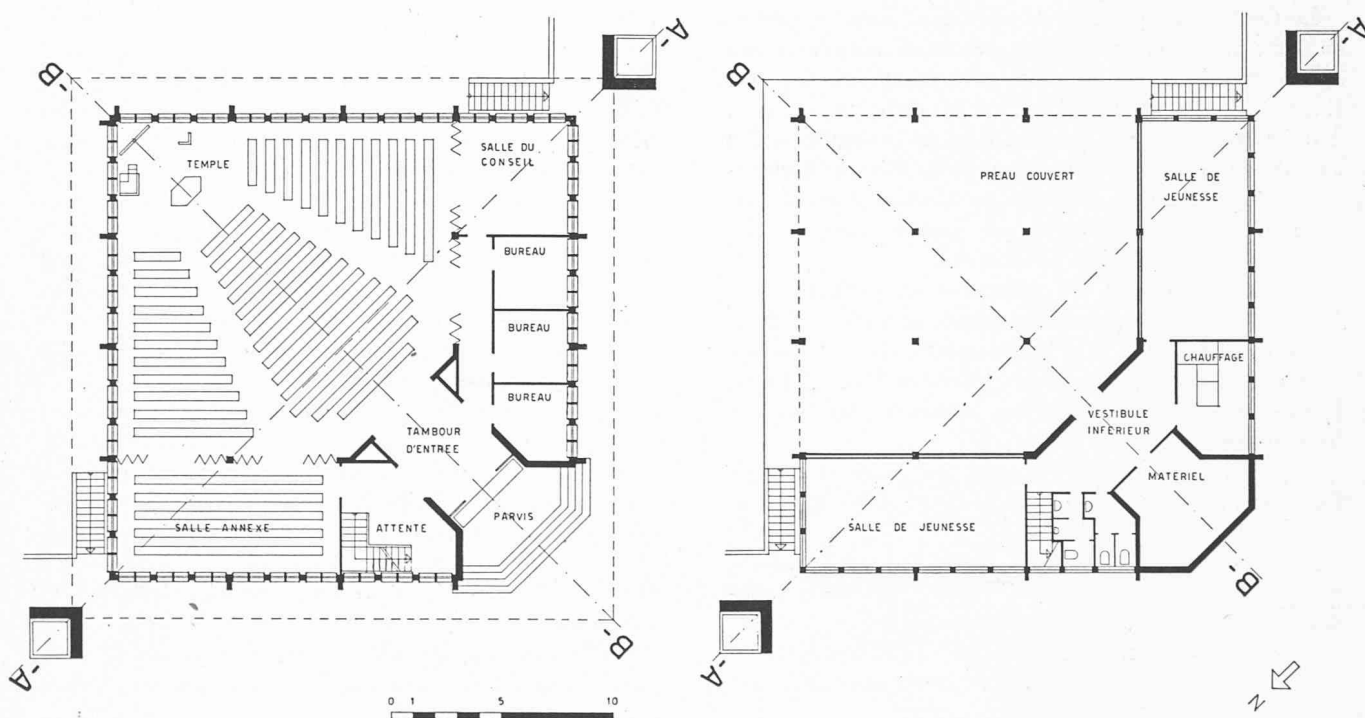 A-
B-
TEMPLE
SALLE DU
CONSEIL
BUREAU
BUREAU
BUREAU
TAMBOUR
D'ENTREE
SALLE ANNEXE
ATTENTE
PARVIS
-A
B-
0 1 5 10
A-
B-
PREAU COUVERT
SALLE DE
JEUNESSE
CHAUFFAGE
VESTIBULE
INFÉRIEUR
MATERIEL
SALLE DE JEUNESSE
-A
B-
N